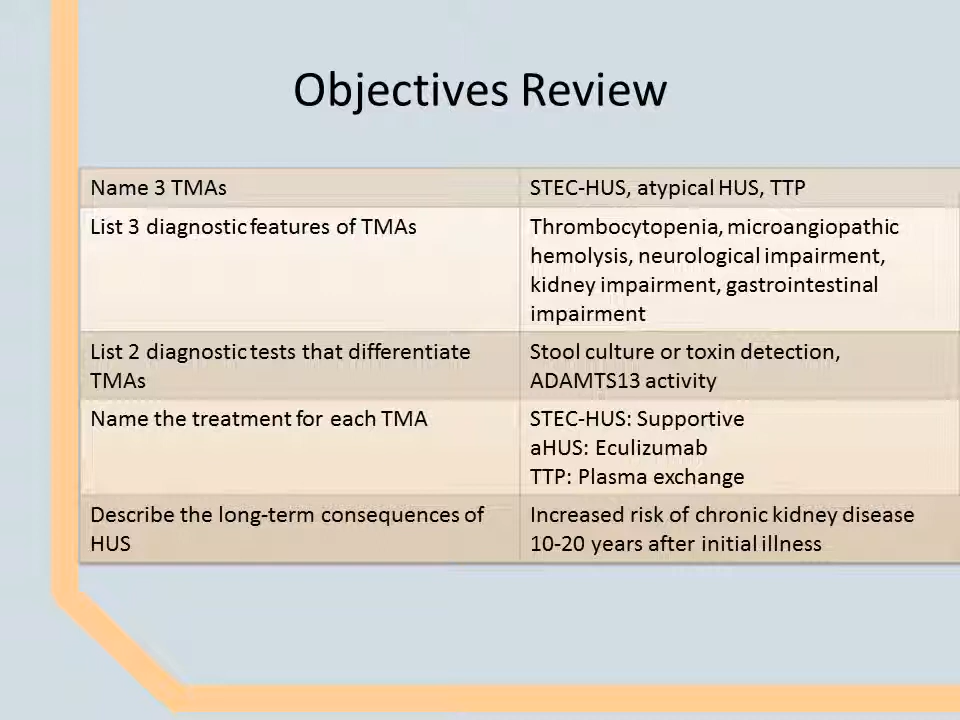 Objectives Review
Name 3 TMAs
STEC-HUS, atypical HUS, TTP
List 3 diagnostic features of TMAs
Thrombocytopenia, microangiopathic
hemolysis, neurological impairment,
kidney impairment, gastrointestinal
impairment
List 2 diagnostic tests that differentiate
TMAs
Stool culture or toxin detection,
ADAMTS13 activity
Name the treatment for each TMA
STEC-HUS: Supportive
aHUS: Eculizumab
TTP: Plasma exchange
Describe the long-term consequences of
HUS
Increased risk of chronic kidney disease
10-20 years after initial illness